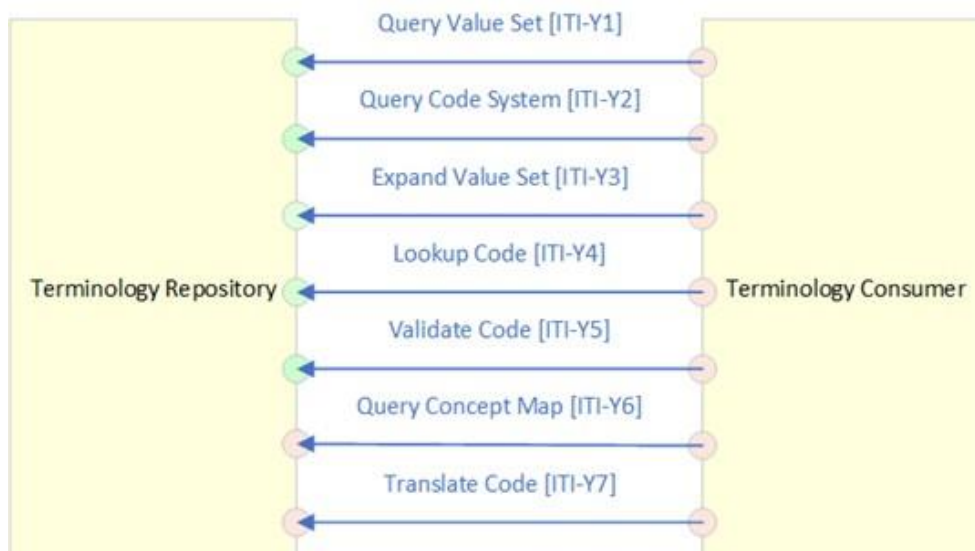 Query Value Set [ITI-Y1]
Query Code System [ITI-Y2]
Expand Value Set [ITI-Y3]
Lookup Code [ITI-Y4]
Terminology Repository
Terminology Consumer
Validate Code [ITI-Y5]
Query Concept Map [ITI-Y6]
Translate Code [ITI-Y7]